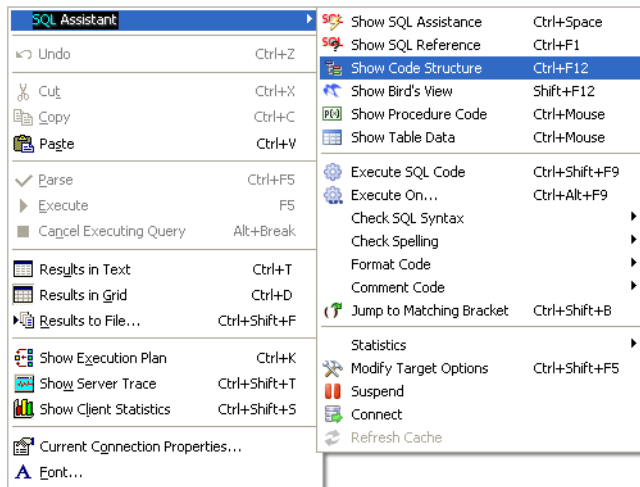 SQL Assistant
Undo Ctrl+Z
Cut Ctrl+X
Copy Ctrl+C
Paste Ctrl+V
Parse Ctrl+F5
Execute F5
Cancel Executing Query Alt+Break
Results in Text Ctrl+T
Results in Grid Ctrl+D
Results to File... Ctrl+Shift+F
Show Execution Plan Ctrl+K
Show Server Trace Ctrl+Shift+T
Show Client Statistics Ctrl+Shift+S
Current Connection Properties...
Font...
Show SQL Assistance Ctrl+Space
Show SQL Reference Ctrl+F1
Show Code Structure Ctrl+F12
Show Bird's View Shift+F12
Show Procedure Code Ctrl+Mouse
Show Table Data Ctrl+Mouse
Execute SQL Code Ctrl+Shift+F9
Execute On... Ctrl+Alt+F9
Check SQL Syntax
Check Spelling
Format Code
Comment Code
Jump to Matching Bracket Ctrl+Shift+B
Statistics
Modify Target Options Ctrl+Shift+F5
Suspend
Connect
Refresh Cache